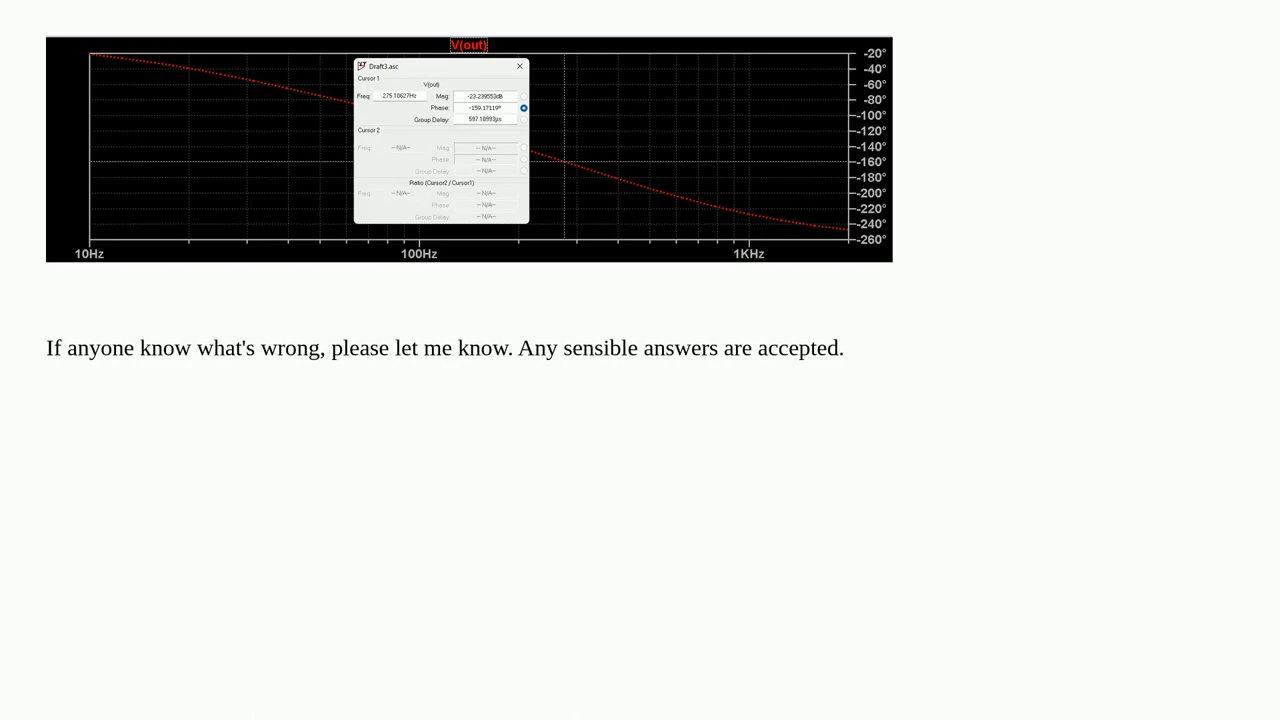 V(out)
Draft3.asc
Cursor 1
V(out)
Freq: 275.10627Hz Mag: -23.239553dB
Phase: -159.17119°
Group Delay: 597.18993µs
Cursor 2
Freq: -- N/A-- Mag: -- N/A--
Phase: -- N/A--
Group Delay: -- N/A--
Ratio (Cursor2 / Cursor1)
Freq: -- N/A-- Mag: -- N/A--
Phase: -- N/A--
Group Delay: -- N/A--
-20°
-40°
-60°
-80°
-100°
-120°
-140°
-160°
-180°
-200°
-220°
-240°
-260°
10Hz 100Hz 1KHz
If anyone know what's wrong, please let me know. Any sensible answers are accepted.